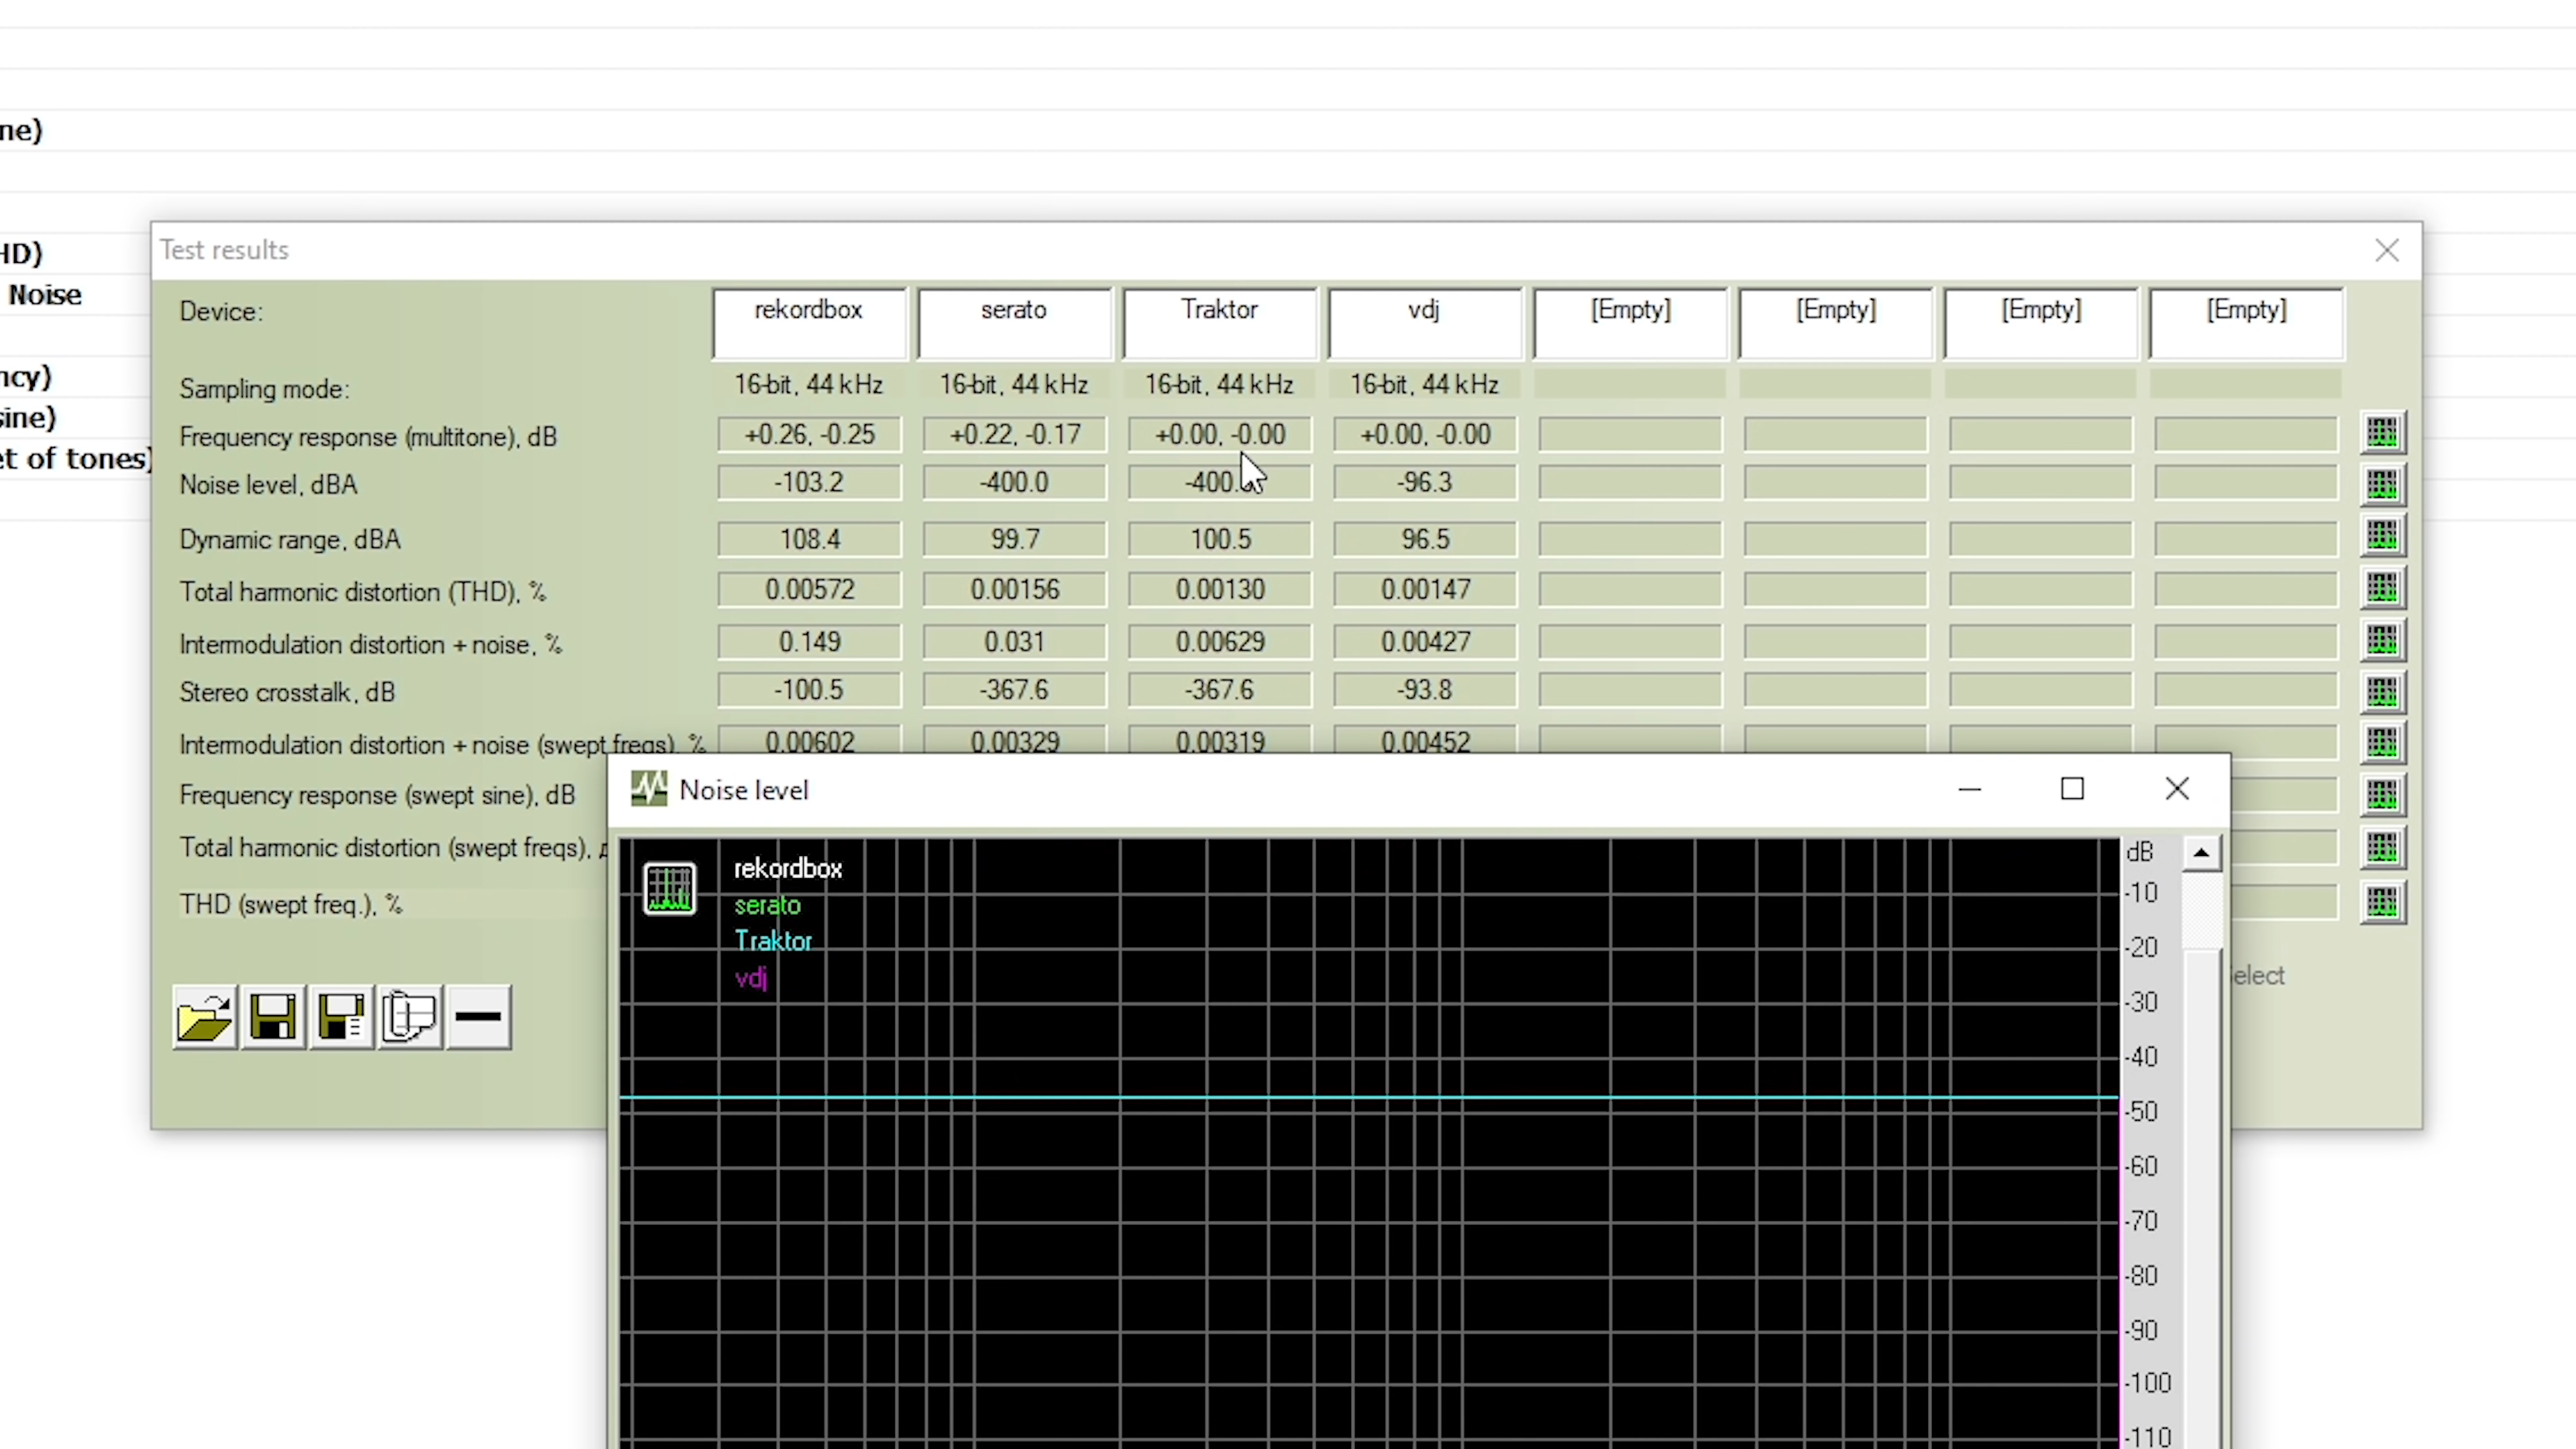 ne)
HD)
Noise
ncy)
sine)
et of tones)
Test results
Device: rekordbox serato Traktor vdj [Empty] [Empty] [Empty] [Empty]
Sampling mode: 16-bit, 44 kHz 16-bit, 44 kHz 16-bit, 44 kHz 16-bit, 44 kHz
Frequency response (multitone), dB +0.26, -0.25 +0.22, -0.17 +0.00, -0.00 +0.00, -0.00
Noise level, dBA -103.2 -400.0 -400. -96.3
Dynamic range, dBA 108.4 99.7 100.5 96.5
Total harmonic distortion (THD), % 0.00572 0.00156 0.00130 0.00147
Intermodulation distortion + noise, % 0.149 0.031 0.00629 0.00427
Stereo crosstalk, dB -100.5 -367.6 -367.6 -93.8
Intermodulation distortion + noise (swept freqs), % 0.00602 0.00329 0.00319 0.00452
Frequency response (swept sine), dB
Total harmonic distortion (swept freqs),
THD (swept freq.), %
elect
Noise level
rekordbox
serato
Traktor
vdj
dB
-10
-20
-30
-40
-50
-60
-70
-80
-90
-100
-110